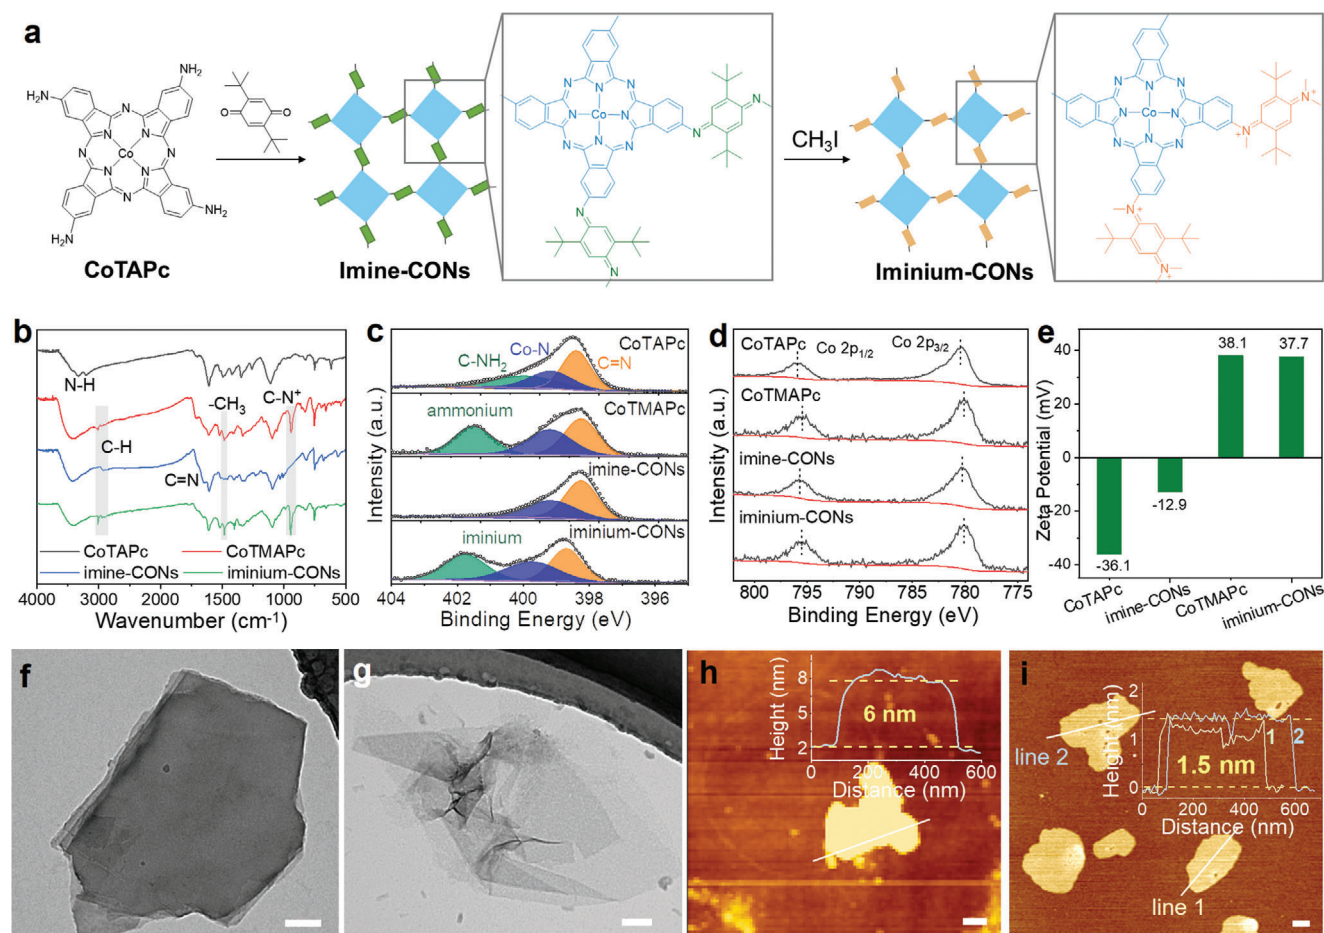 a
NH₂
H₂N
N
N
N
N
N
Co
N
N
N
N
NH₂
H₂N
CoTAPc
O
O
Imine-CONs
N
N
N
N
N
Co
N
N
N
N
N
N
N
N
CH₃I
Iminium-CONs
N
N
N
N
N
Co
N
N
N
N
N⁺
N⁺
N⁺
N⁺
b
N-H
-CH₃
C-N⁺
C-H
C=N
CoTAPc
CoTMAPc
imine-CONs
iminium-CONs
4000 3000 2000 1000 500
Wavenumber (cm⁻¹)
c
Intensity (a.u.)
C-NH₂
Co-N
CoTAPc
C=N
ammonium
CoTMAPc
imine-CONs
iminium
iminium-CONs
404 402 400 398 396
Binding Energy (eV)
d
Intensity (a.u.)
CoTAPc
Co 2p₁/₂
Co 2p₃/₂
CoTMAPc
imine-CONs
iminium-CONs
800 795 790 785 780 775
Binding Energy (eV)
e
Zeta Potential (mV)
40
20
0
-20
-40
38.1
37.7
-12.9
-36.1
CoTAPc
imine-CONs
CoTMAPc
iminium-CONs
f
g
h
Height (nm)
8
5
2
6 nm
0 200 400 600
Distance (nm)
i
Height (nm)
2
1
0
line 2
1 2
1.5 nm
0 200 400 600
Distance (nm)
line 1